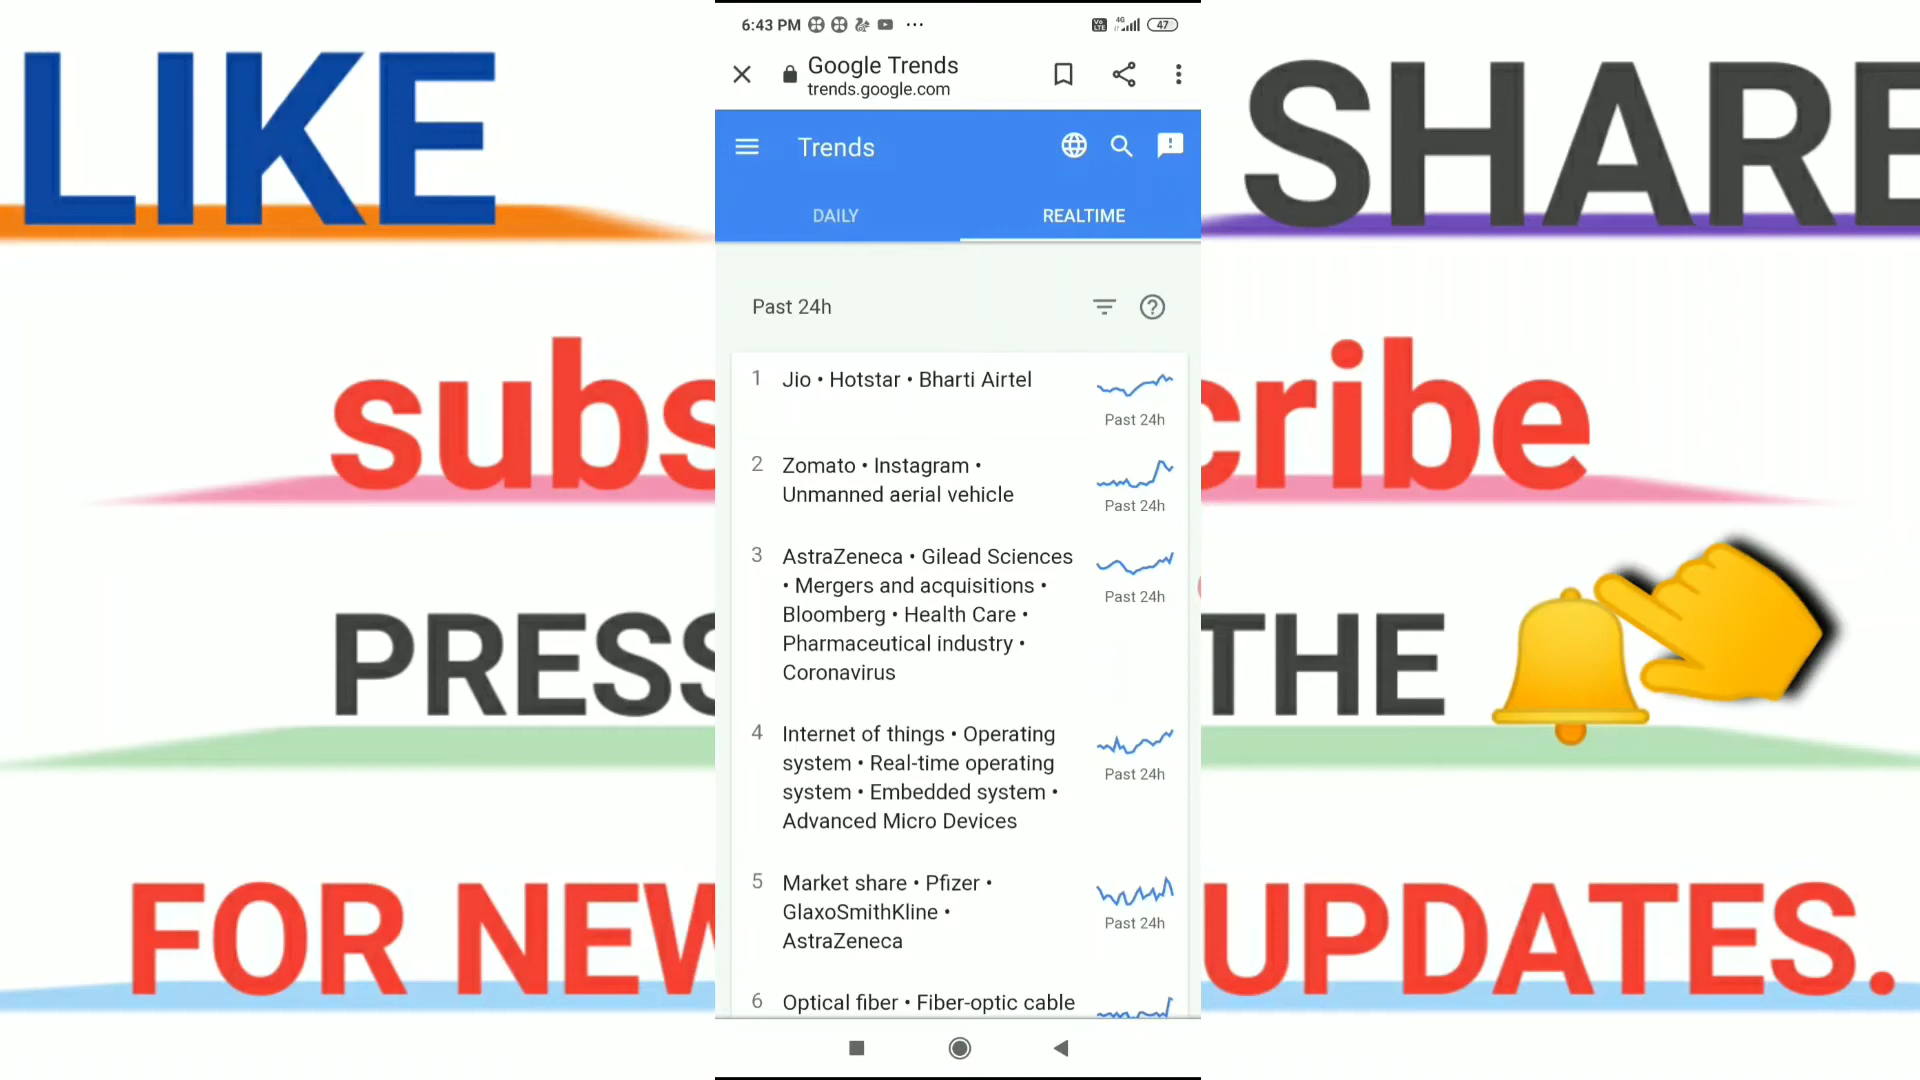 LIKE
SHARE
subs
cribe
PRESS
THE
FOR NEW
UPDATES.
6:43 PM
Vo LTE
4G
47
Google Trends
trends.google.com
Trends
DAILY
REALTIME
Past 24h
1 Jio • Hotstar • Bharti Airtel
Past 24h
2 Zomato • Instagram •
Unmanned aerial vehicle
Past 24h
3 AstraZeneca • Gilead Sciences
• Mergers and acquisitions •
Bloomberg • Health Care •
Pharmaceutical industry •
Coronavirus
Past 24h
4 Internet of things • Operating
system • Real-time operating
system • Embedded system •
Advanced Micro Devices
Past 24h
5 Market share • Pfizer •
GlaxoSmithKline •
AstraZeneca
Past 24h
6 Optical fiber • Fiber-optic cable